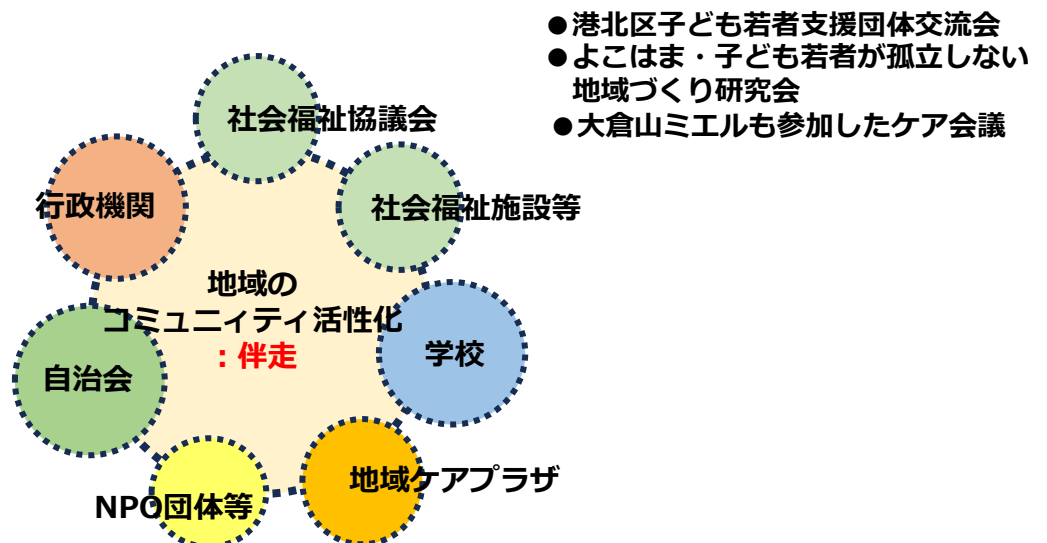 ●港北区子ども若者支援団体交流会
●よこはま・子ども若者が孤立しない
地域づくり研究会
●大倉山ミエルも参加したケア会議
社会福祉協議会
行政機関
社会福祉施設等
地域の
コミュニィティ活性化
：伴走
学校
自治会
地域ケアプラザ
NPO団体等